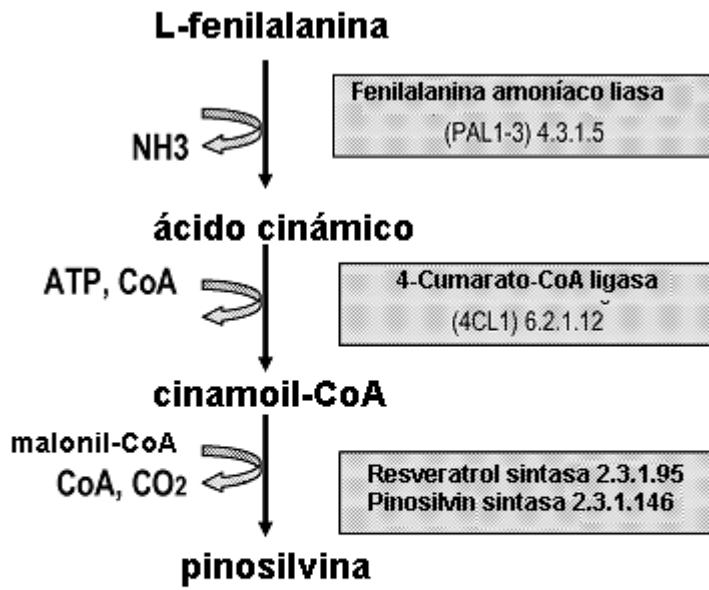 L-fenilalanina
Fenilalanina amoníaco liasa
(PAL1-3) 4.3.1.5
NH3
ácido cinámico
ATP, CoA
4-Cumarato-CoA ligasa
(4CL1) 6.2.1.12
cinamoil-CoA
malonil-CoA
CoA, CO2
Resveratrol sintasa 2.3.1.95
Pinosilvin sintasa 2.3.1.146
pinosilvina